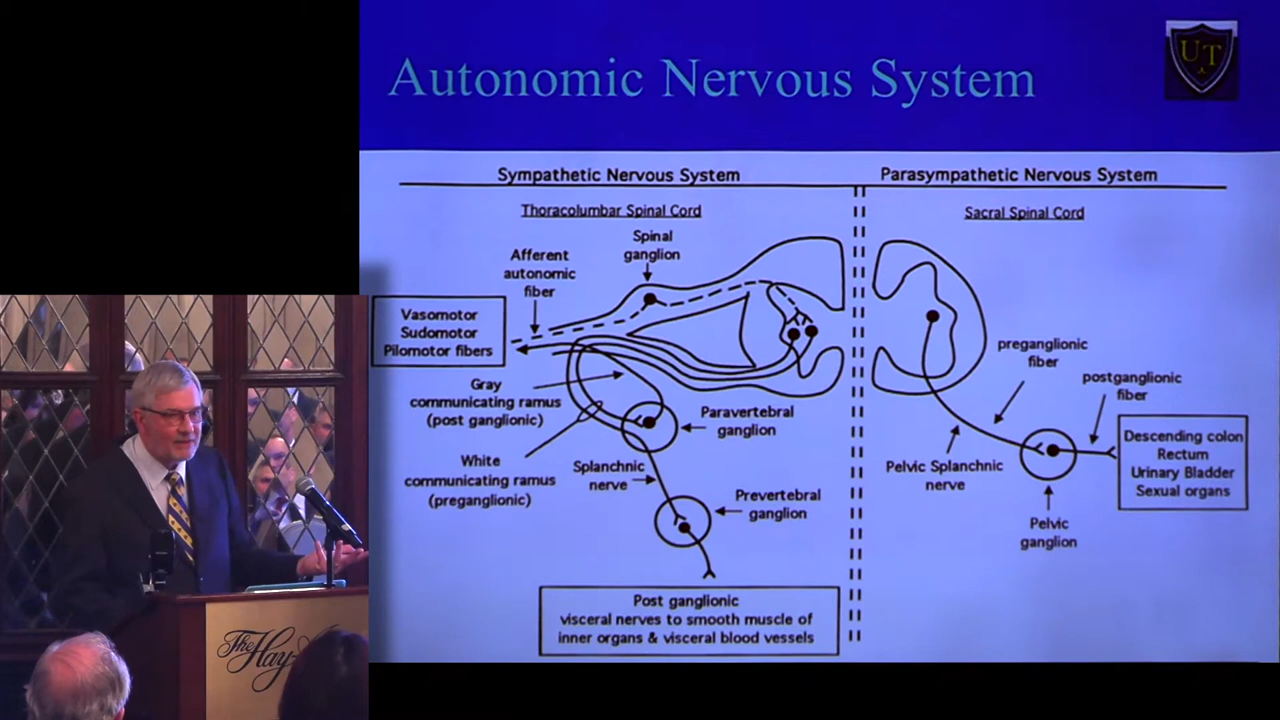 Autonomic Nervous System
UT
Sympathetic Nervous System
Parasympathetic Nervous System
Thoracolumbar Spinal Cord
Sacral Spinal Cord
Spinal
ganglion
Afferent
autonomic
fiber
Vasomotor
Sudomotor
Pilomotor fibers
Gray
communicating ramus
(post ganglionic)
White
communicating ramus
(preganglionic)
Paravertebral
ganglion
Splanchnic
nerve
Prevertebral
ganglion
Post ganglionic
visceral nerves to smooth muscle of
inner organs & visceral blood vessels
preganglionic
fiber
postganglionic
fiber
Pelvic Splanchnic
nerve
Descending colon
Rectum
Urinary Bladder
Sexual organs
Pelvic
ganglion
The
Hay-